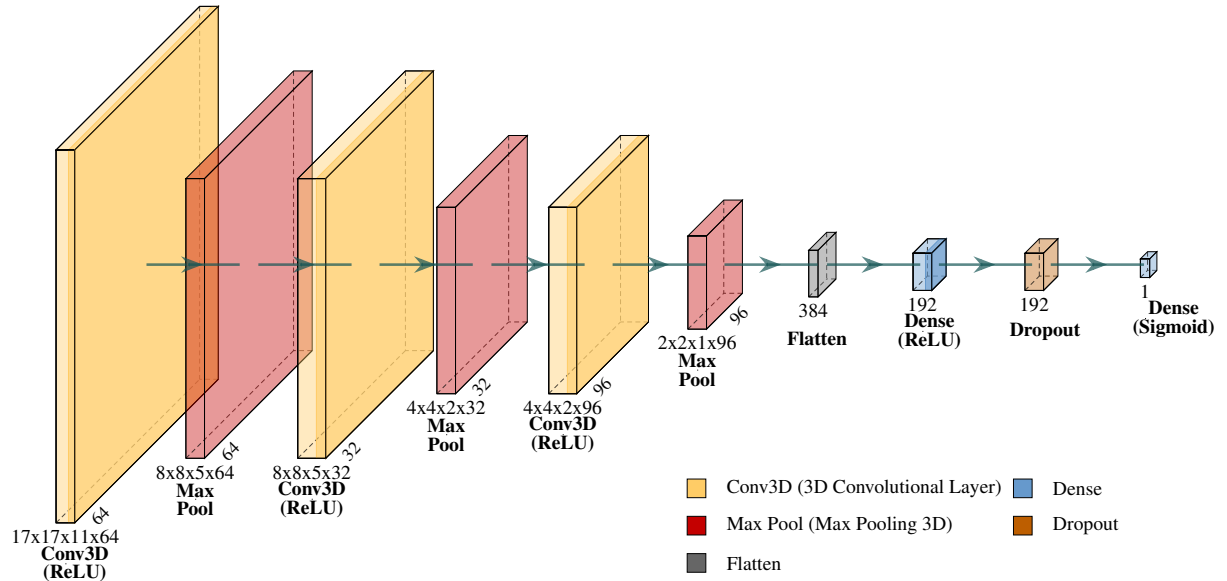 64
17x17x11x64
Conv3D
(ReLU)
64
8x8x5x64
Max
Pool
32
8x8x5x32
Conv3D
(ReLU)
32
4x4x2x32
Max
Pool
96
4x4x2x96
Conv3D
(ReLU)
96
2x2x1x96
Max
Pool
384
Flatten
192
Dense
(ReLU)
192
Dropout
1
Dense
(Sigmoid)
Conv3D (3D Convolutional Layer)
Max Pool (Max Pooling 3D)
Flatten
Dense
Dropout